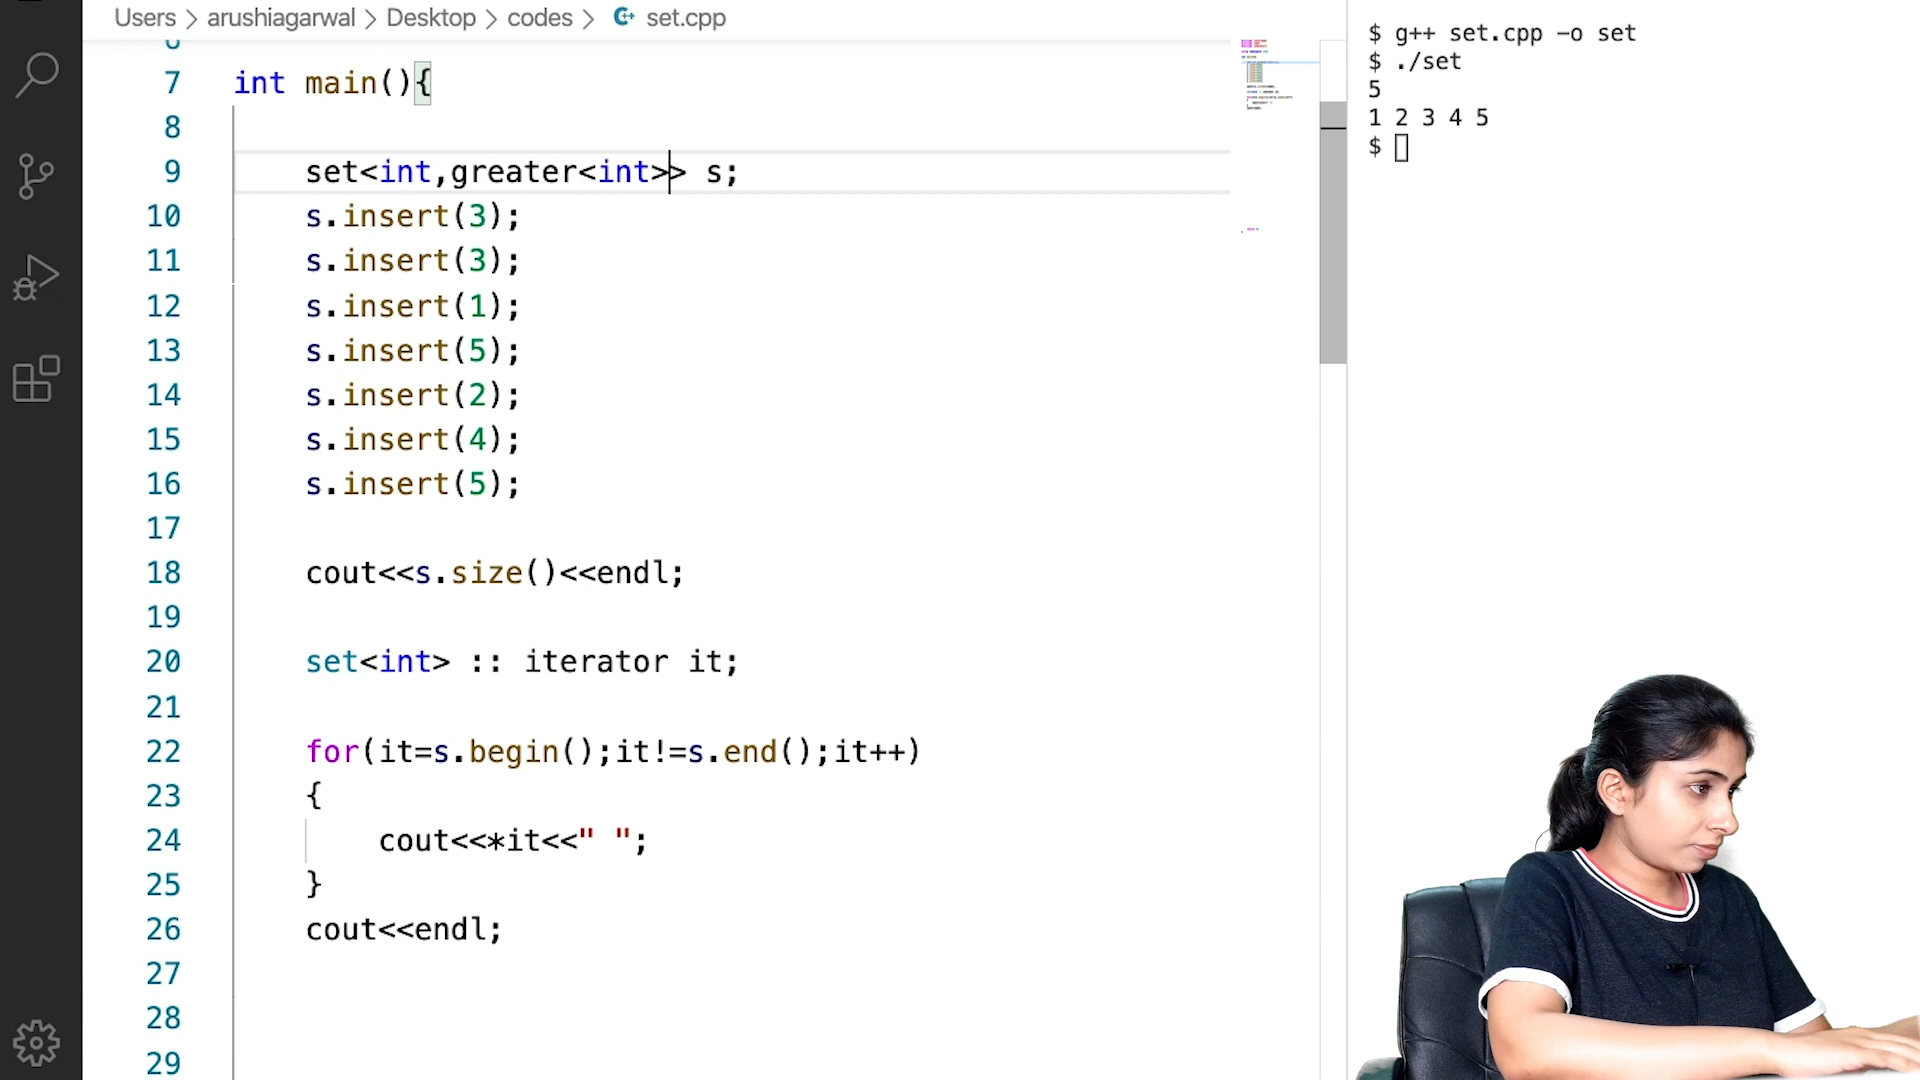 Users > arushiagarwal > Desktop > codes > set.cpp
7 int main(){
8
9 set<int,greater<int>> s;
10 s.insert(3);
11 s.insert(3);
12 s.insert(1);
13 s.insert(5);
14 s.insert(2);
15 s.insert(4);
16 s.insert(5);
17
18 cout<<s.size()<<endl;
19
20 set<int> :: iterator it;
21
22 for(it=s.begin();it!=s.end();it++)
23 {
24 cout<<*it<<" ";
25 }
26 cout<<endl;
27
28
29
$ g++ set.cpp -o set
$ ./set
5
1 2 3 4 5
$